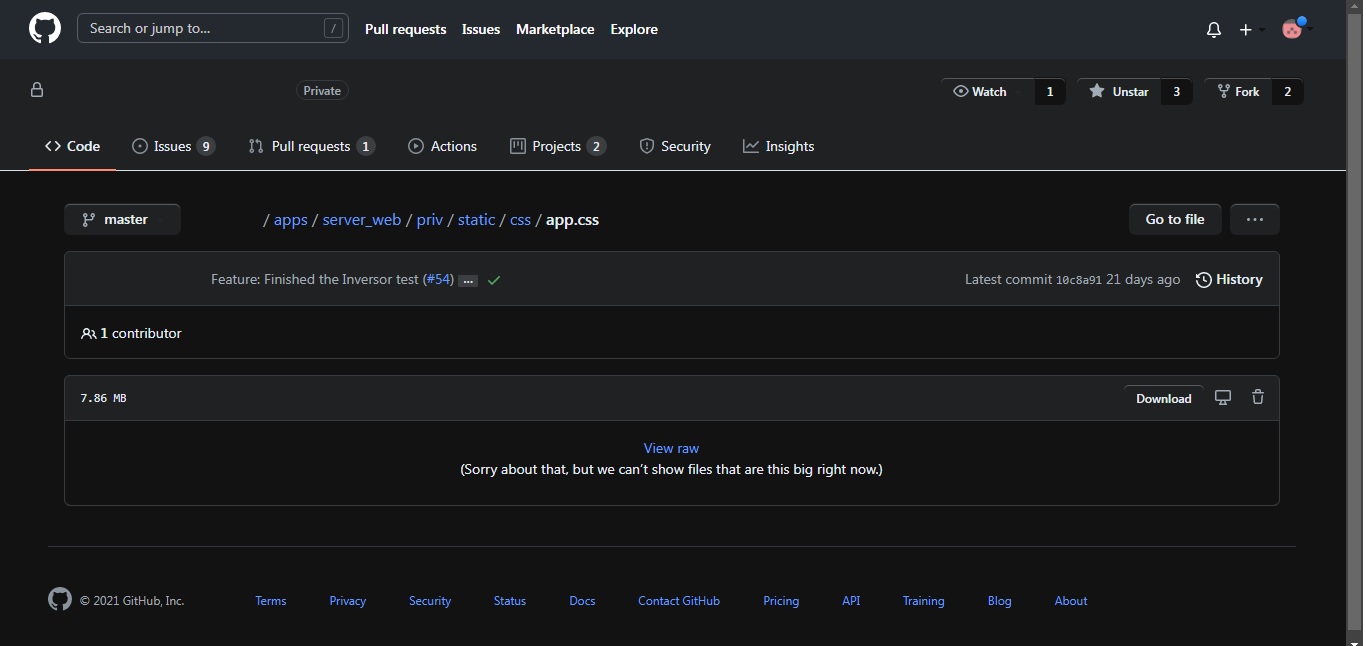 Search or jump to... / Pull requests Issues Marketplace Explore
Private Watch 1 Unstar 3 Fork 2
Code Issues 9 Pull requests 1 Actions Projects 2 Security Insights
master / apps / server_web / priv / static / css / app.css Go to file ...
Feature: Finished the Inversor test (#54) ... Latest commit 10c8a91 21 days ago History
1 contributor
7.86 MB Download
View raw
(Sorry about that, but we can't show files that are this big right now.)
© 2021 GitHub, Inc. Terms Privacy Security Status Docs Contact GitHub Pricing API Training Blog About